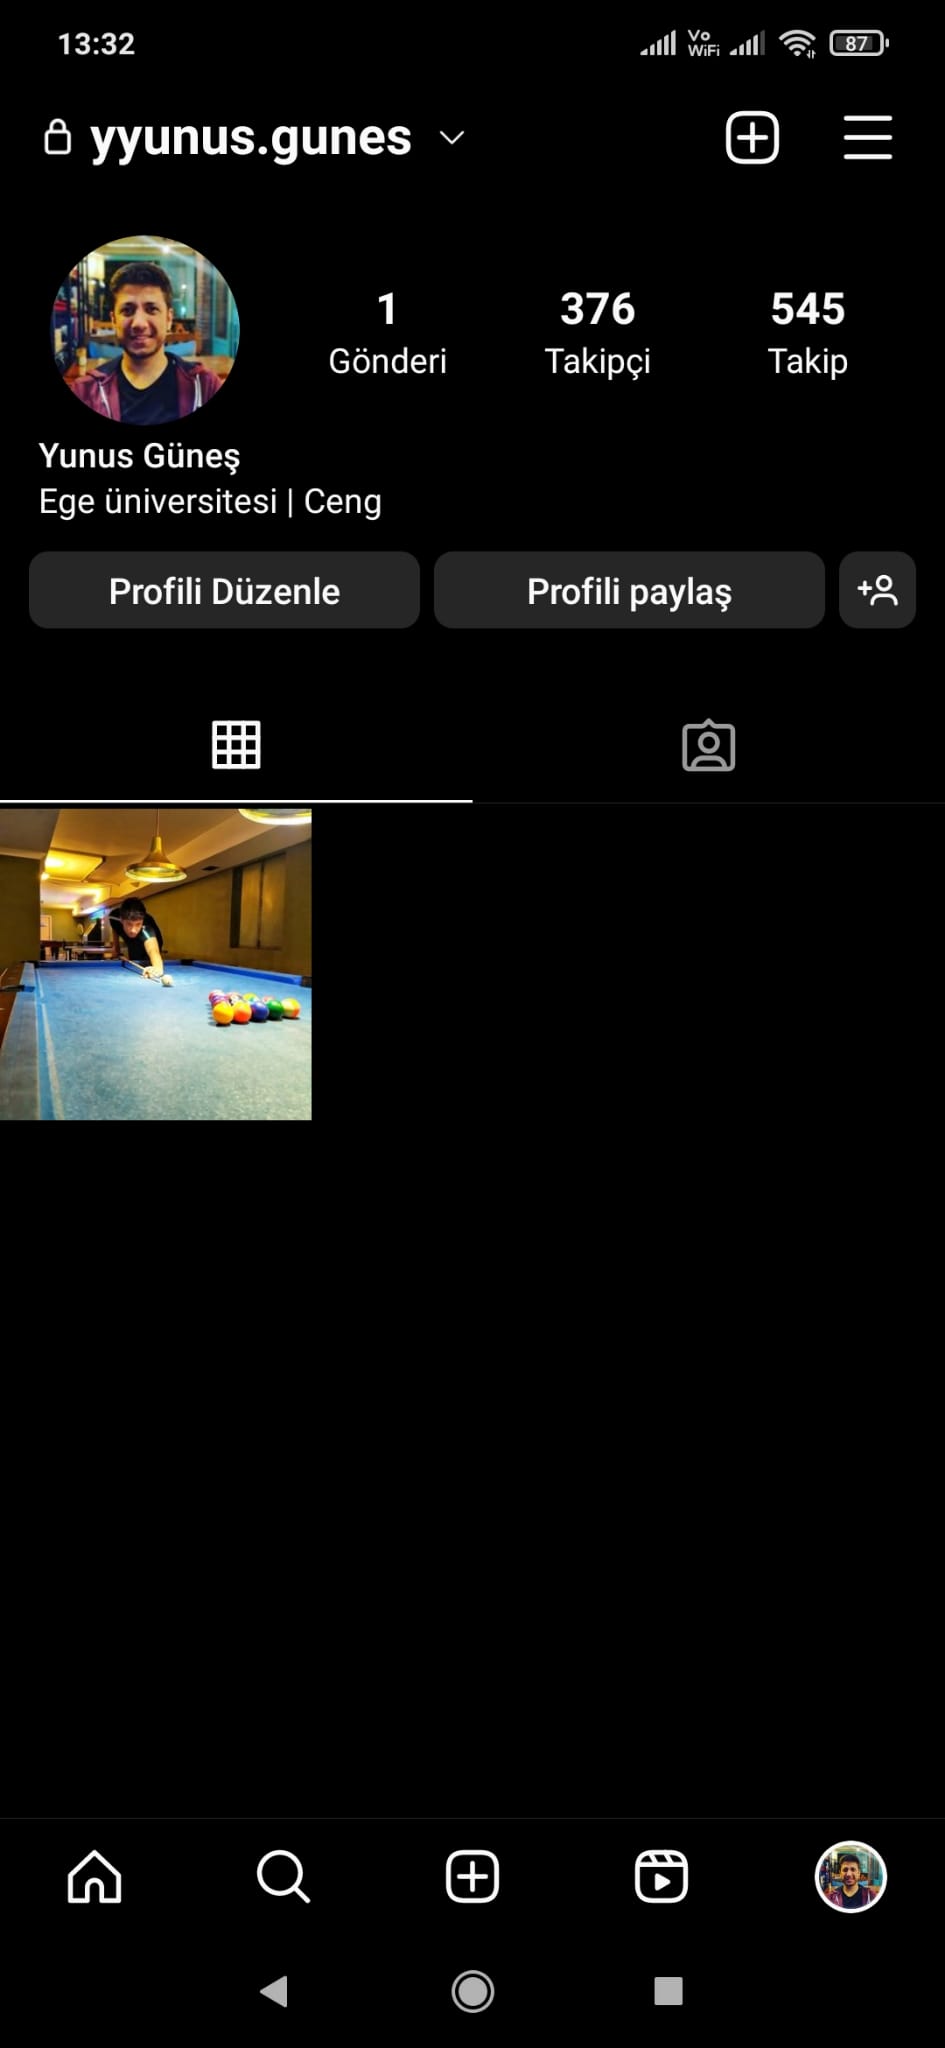 13:32
Vo
WiFi
87
yyunus.gunes
1
376
545
Gönderi
Takipçi
Takip
Yunus Güneş
Ege üniversitesi | Ceng
Profili Düzenle
Profili paylaş